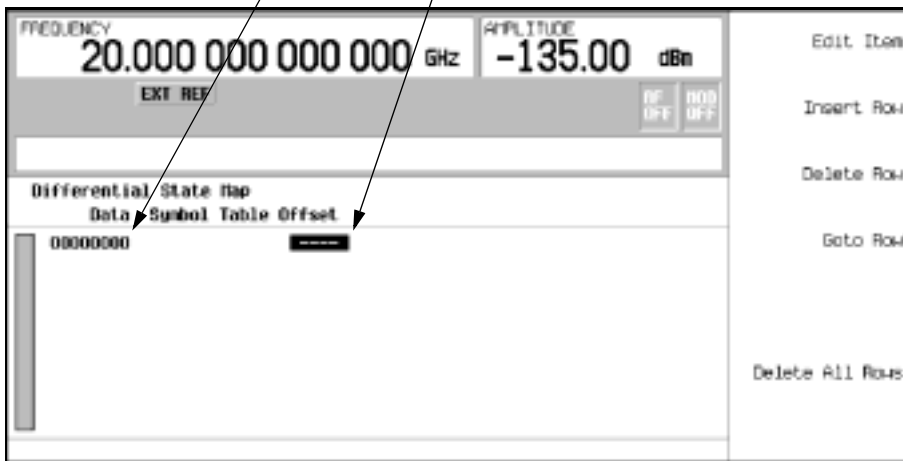 FREQUENCY
20.000 000 000 000 GHz
AMPLITUDE
-135.00 dBm
EXT REF
RF OFF
MOD OFF
Differential State Map
Data Symbol Table Offset
00000000 ----
Edit Item
Insert Row
Delete Row
Goto Row
Delete All Rows